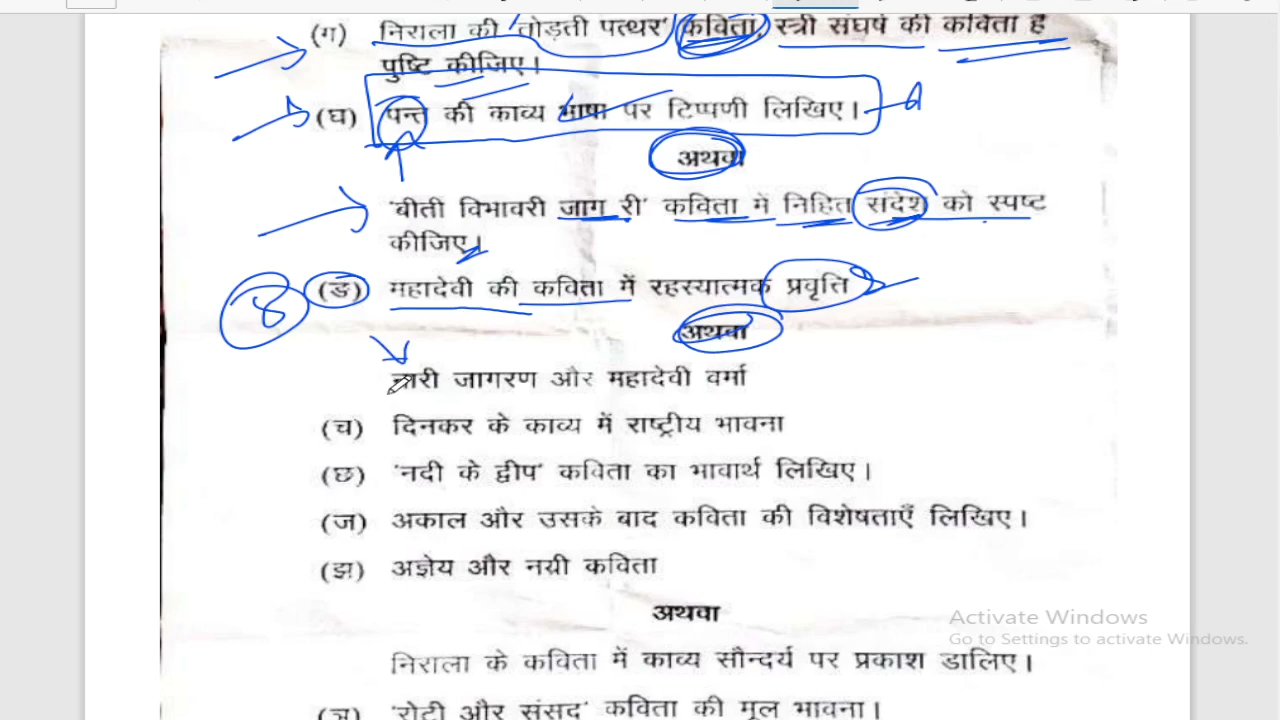 (ग) निराला की 'तोड़ती पत्थर' कविता, स्त्री संघर्ष की कविता है
पुष्टि कीजिए।
(घ) पन्त की काव्य भाषा पर टिप्पणी लिखिए।
अथवा
'बीती विभावरी जाग री' कविता में निहित संदेश को स्पष्ट
कीजिए।
8 (ङ) महादेवी की कविता में रहस्यात्मक प्रवृत्ति
अथवा
नारी जागरण और महादेवी वर्मा
(च) दिनकर के काव्य में राष्ट्रीय भावना
(छ) 'नदी के द्वीप' कविता का भावार्थ लिखिए।
(ज) अकाल और उसके बाद कविता की विशेषताएँ लिखिए।
(झ) अज्ञेय और नयी कविता
अथवा
Activate Windows
Go to Settings to activate Windows.
निराला के कविता में काव्य सौन्दर्य पर प्रकाश डालिए।
(ञ) 'रोटी और संसद' कविता की मूल भावना।